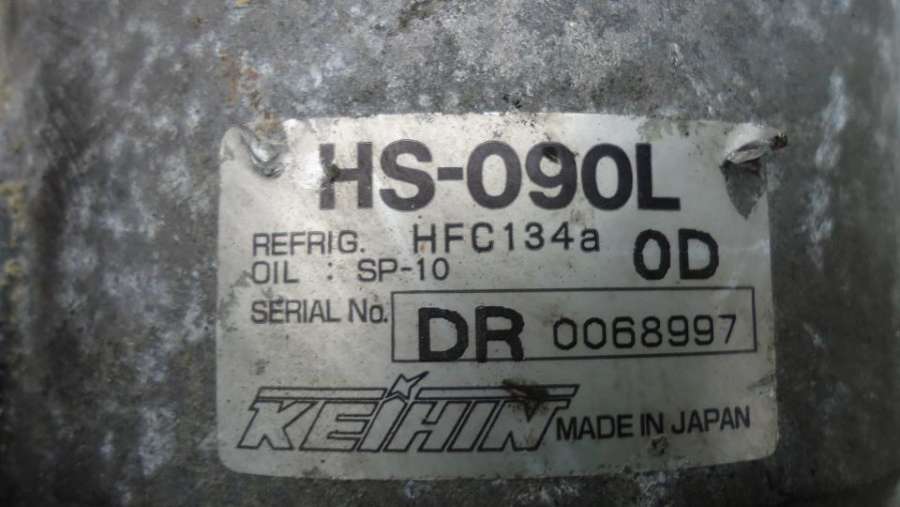 HS-090L
REFRIG. HFC134a
OIL : SP-10 0D
SERIAL No. DR 0068997
KEIHIN MADE IN JAPAN